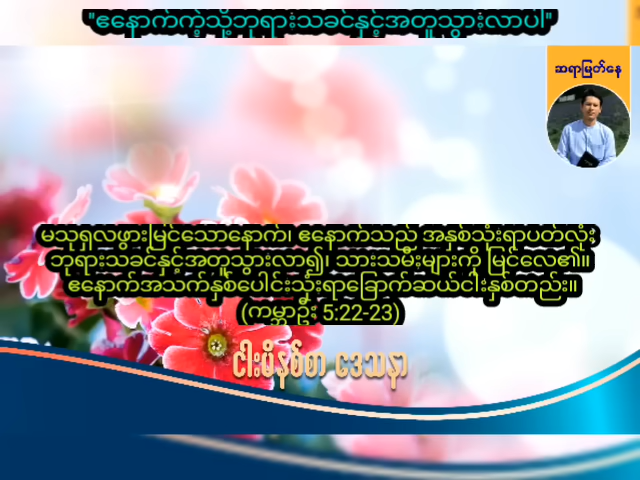 "ဧနောက်ကဲ့သို့ဘုရားသခင်နှင့်အတူသွားလာပါ"
ဆရာမြတ်နေ
မသုရှလဖွားမြင်သောနောက်၊ ဧနောက်သည် အနှစ်သုံးရာပတ်လုံး
ဘုရားသခင်နှင့်အတူသွားလာ၍၊ သားသမီးများကို မြင်လေ၏။
ဧနောက်အသက်နှစ်ပေါင်းသုံးရာခြောက်ဆယ်ငါးနှစ်တည်း။
(ကမ္ဘာဦး 5:22-23)
ငါးမိနစ်စာ ဒေသနာ